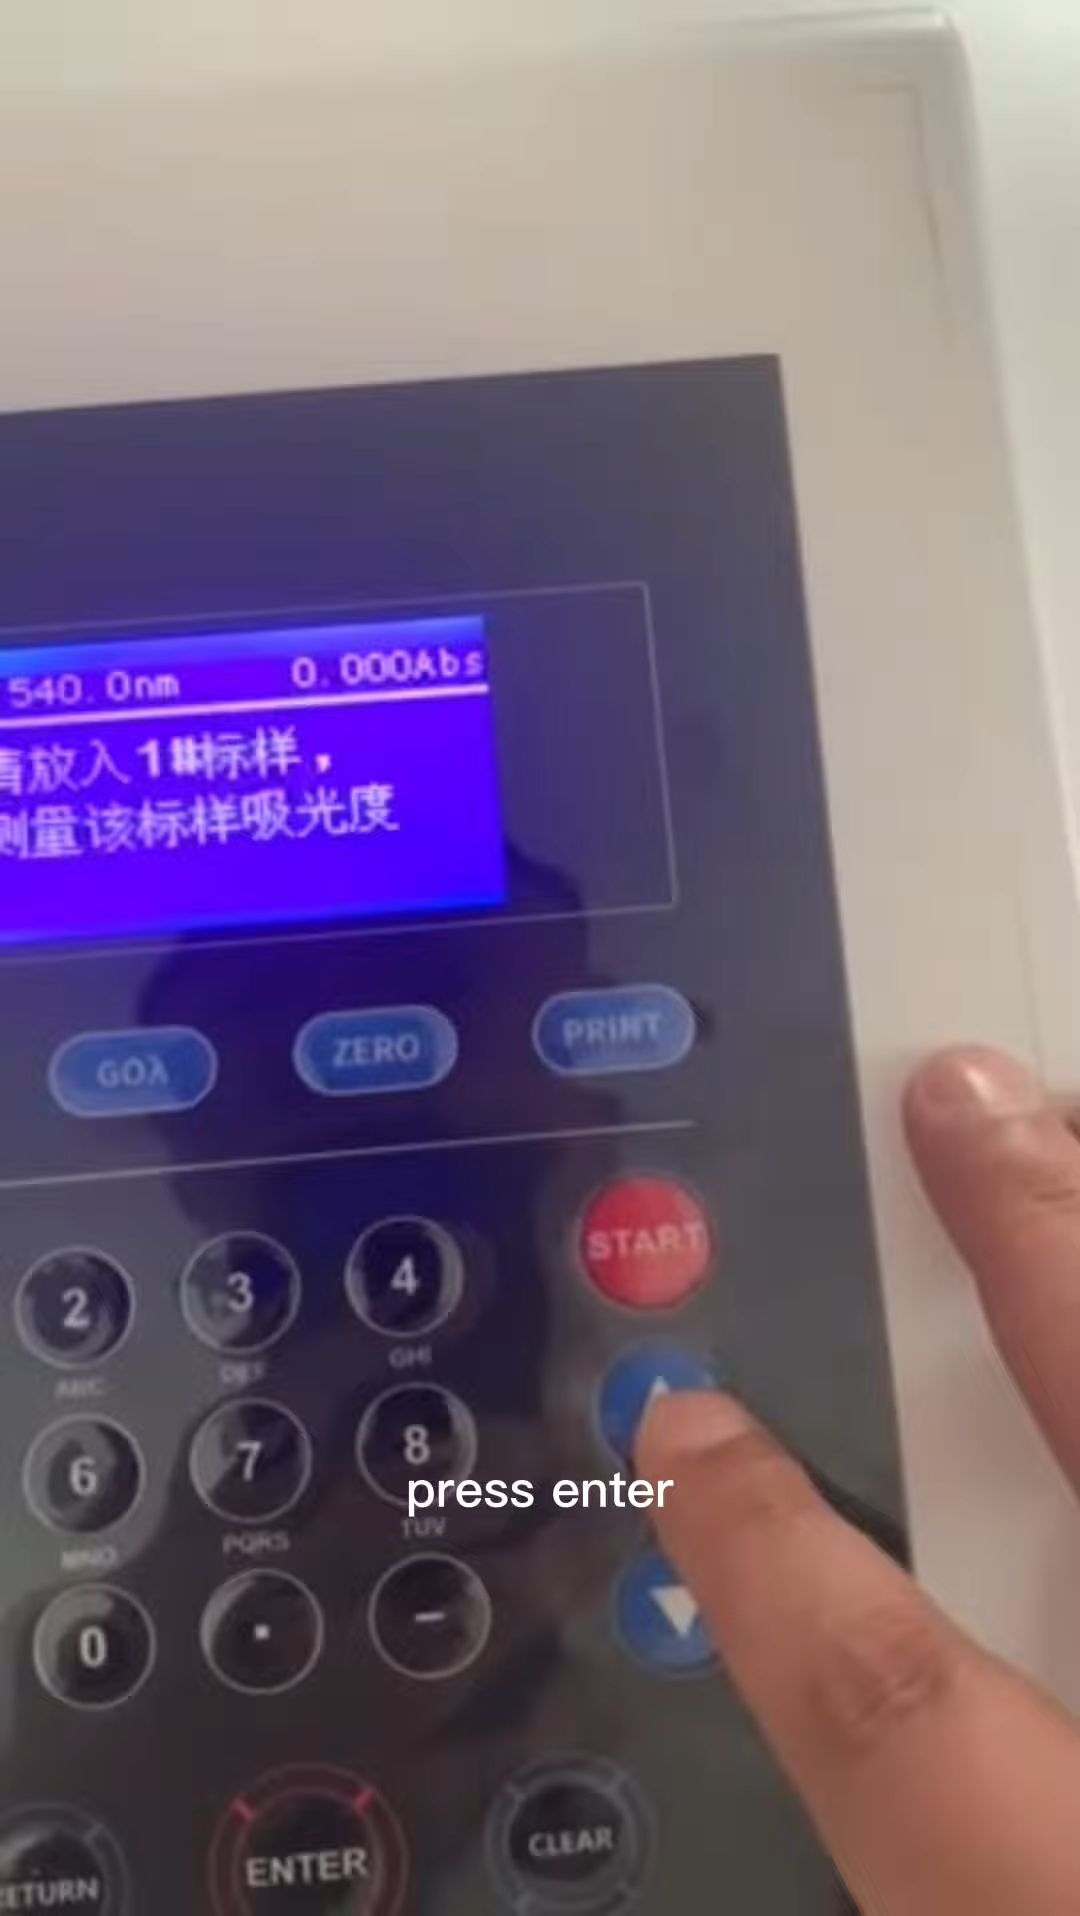 540.0nm 0.000Abs
请放入1#标样，
测量该标样吸光度
GOλ ZERO PRINT
START
2 3 4
ABC DEF GHI
6 7 8
press enter
MNO PQRS TUV
0 . −
RETURN ENTER CLEAR